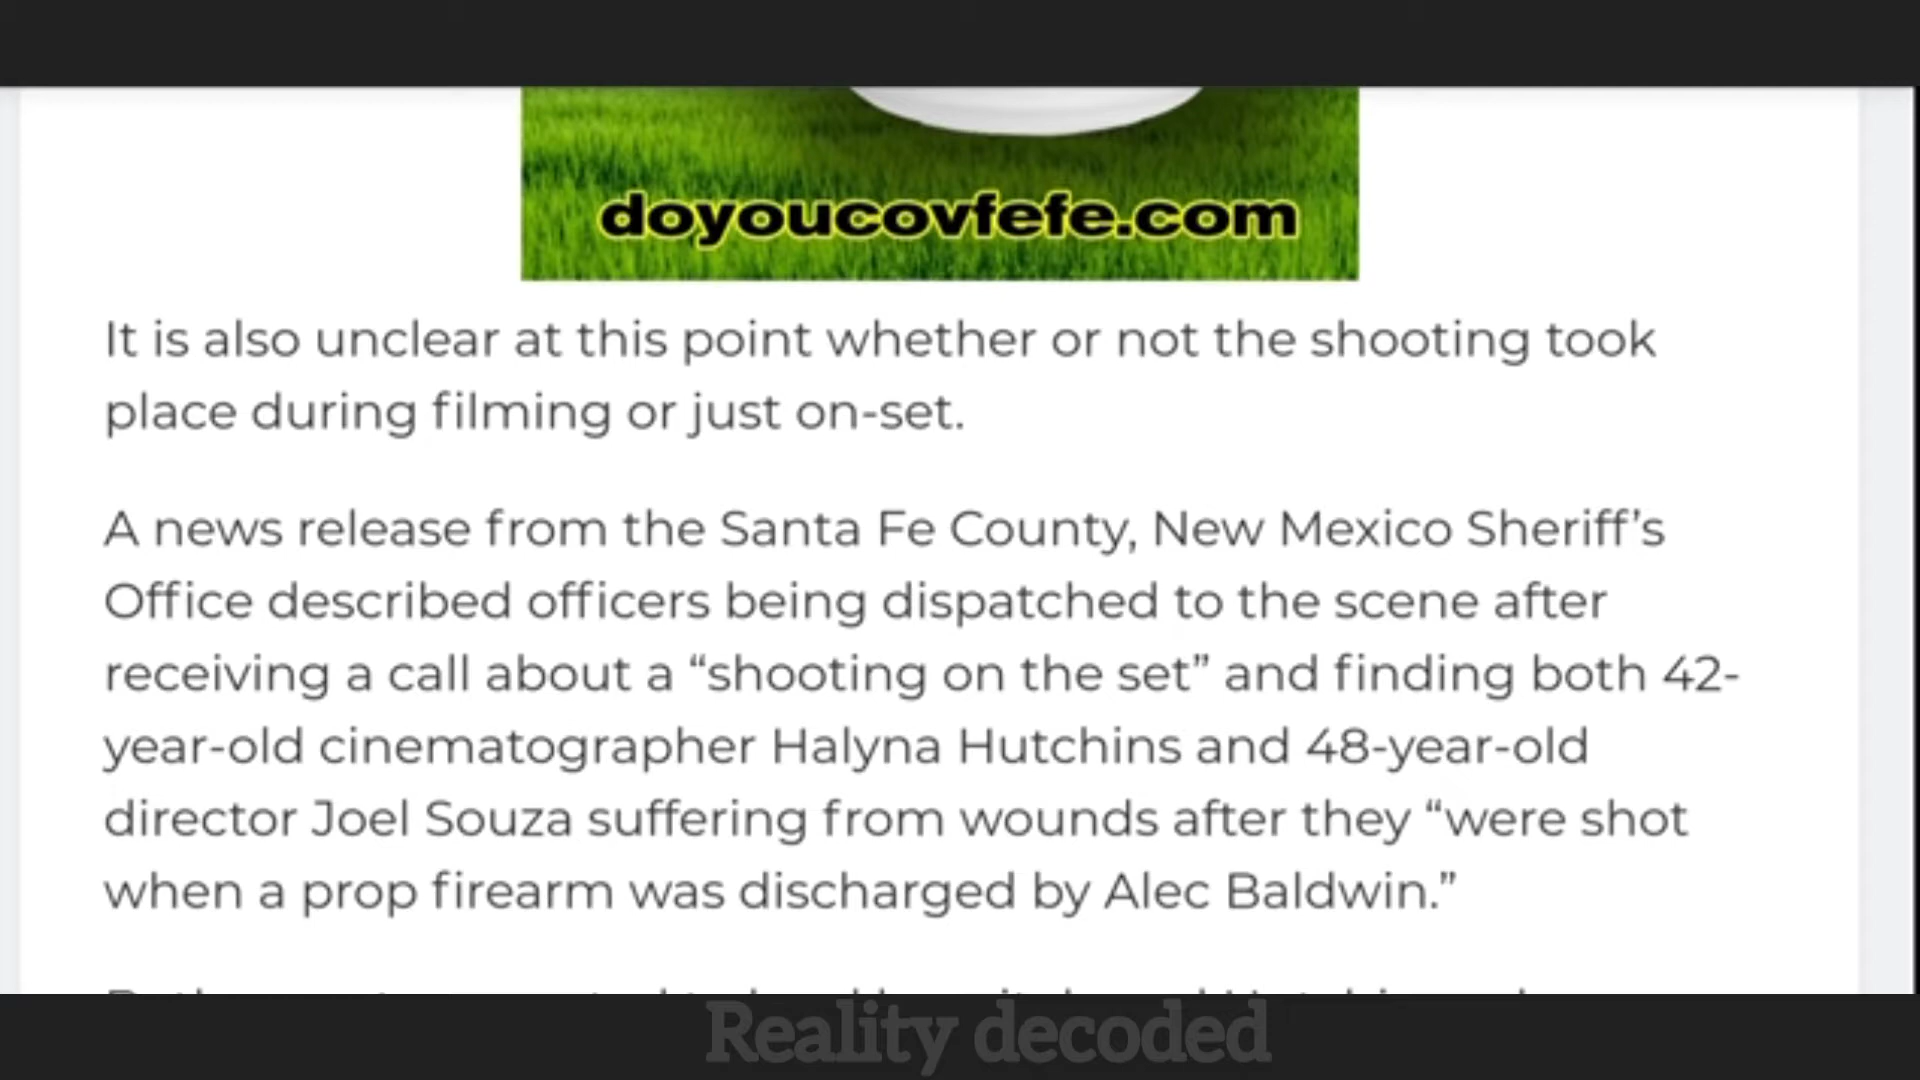 doyoucovfefe.com
It is also unclear at this point whether or not the shooting took
place during filming or just on-set.
A news release from the Santa Fe County, New Mexico Sheriff’s
Office described officers being dispatched to the scene after
receiving a call about a “shooting on the set” and finding both 42-
year-old cinematographer Halyna Hutchins and 48-year-old
director Joel Souza suffering from wounds after they “were shot
when a prop firearm was discharged by Alec Baldwin.”
Reality decoded